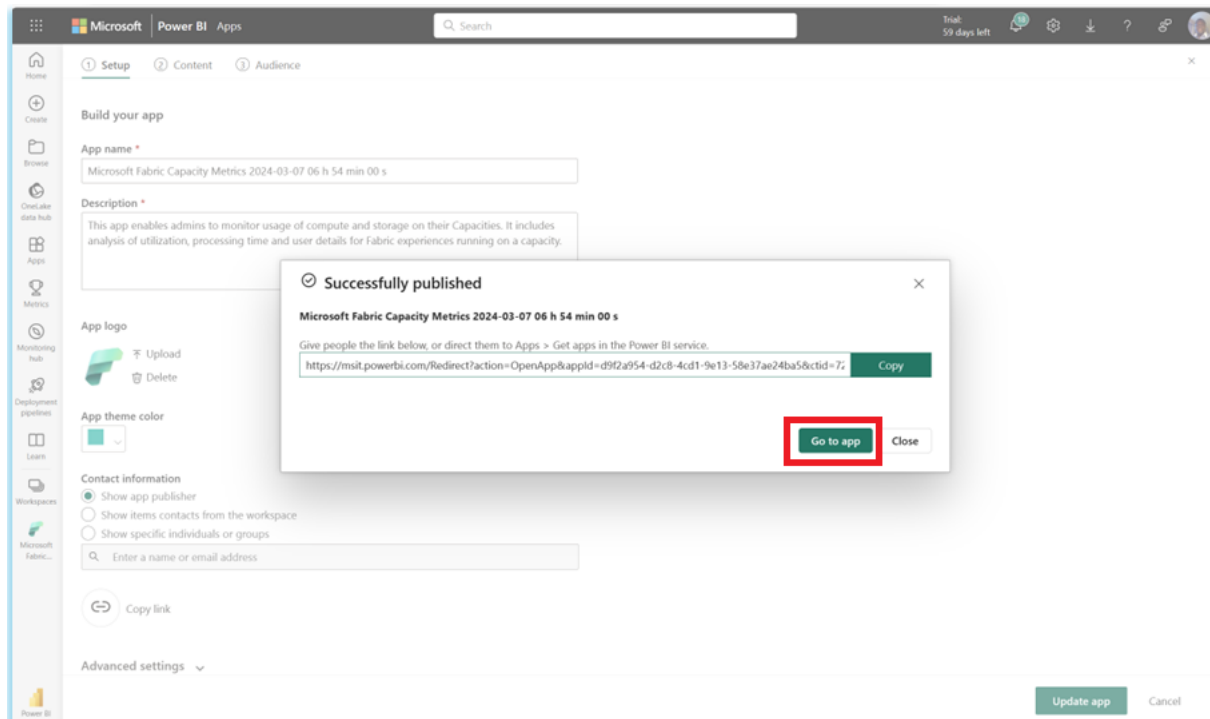 Microsoft Power BI Apps
Search
Trial:
59 days left
Home
Create
Browse
OneLake
data hub
Apps
Metrics
Monitoring
hub
Deployment
pipelines
Learn
Workspaces
Microsoft
Fabric...
Power BI
1 Setup 2 Content 3 Audience
Build your app
App name *
Microsoft Fabric Capacity Metrics 2024-03-07 06 h 54 min 00 s
Description *
This app enables admins to monitor usage of compute and storage on their Capacities. It includes
analysis of utilization, processing time and user details for Fabric experiences running on a capacity.
Successfully published
Microsoft Fabric Capacity Metrics 2024-03-07 06 h 54 min 00 s
Give people the link below, or direct them to Apps > Get apps in the Power BI service.
https://msit.powerbi.com/Redirect?action=OpenApp&appId=d9f2a954-d2c8-4cd1-9e13-58e37ae24ba5&ctid=72
Copy
Go to app
Close
App logo
Upload
Delete
App theme color
Contact information
Show app publisher
Show items contacts from the workspace
Show specific individuals or groups
Enter a name or email address
Copy link
Advanced settings
Update app
Cancel